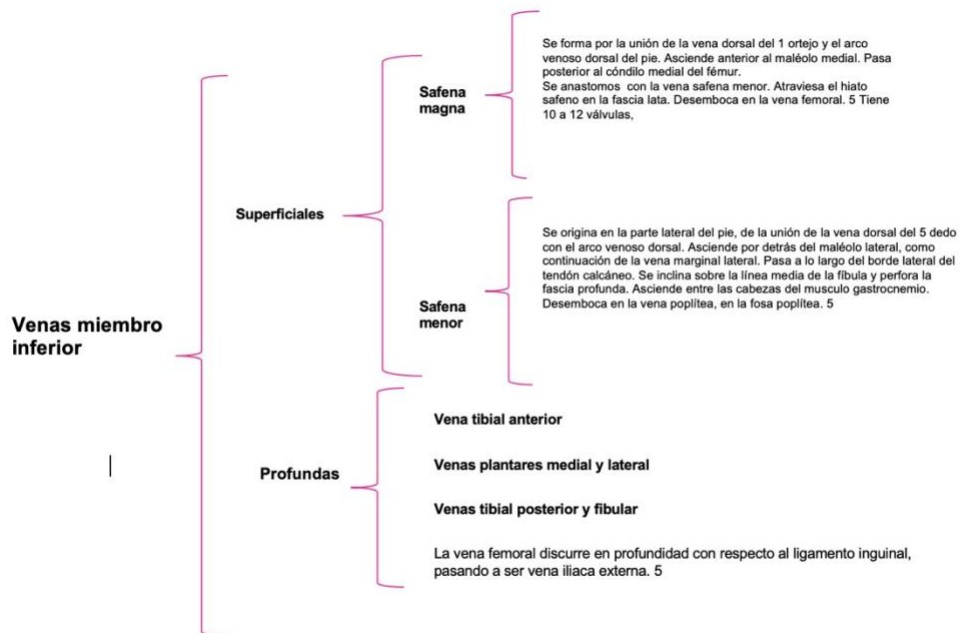 Venas miembro
inferior
Superficiales
Safena
magna
Se forma por la unión de la vena dorsal del 1 ortejo y el arco
venoso dorsal del pie. Asciende anterior al maléolo medial. Pasa
posterior al cóndilo medial del fémur.
Se anastomos  con la vena safena menor. Atraviesa el hiato
safeno en la fascia lata. Desemboca en la vena femoral. 5 Tiene
10 a 12 válvulas,
Safena
menor
Se origina en la parte lateral del pie, de la unión de la vena dorsal del 5 dedo
con el arco venoso dorsal. Asciende por detrás del maléolo lateral, como
continuación de la vena marginal lateral. Pasa a lo largo del borde lateral del
tendón calcáneo. Se inclina sobre la línea media de la fíbula y perfora la
fascia profunda. Asciende entre las cabezas del musculo gastrocnemio.
Desemboca en la vena poplítea, en la fosa poplítea. 5
Profundas
Vena tibial anterior
Venas plantares medial y lateral
Venas tibial posterior y fibular
La vena femoral discurre en profundidad con respecto al ligamento inguinal,
pasando a ser vena iliaca externa. 5